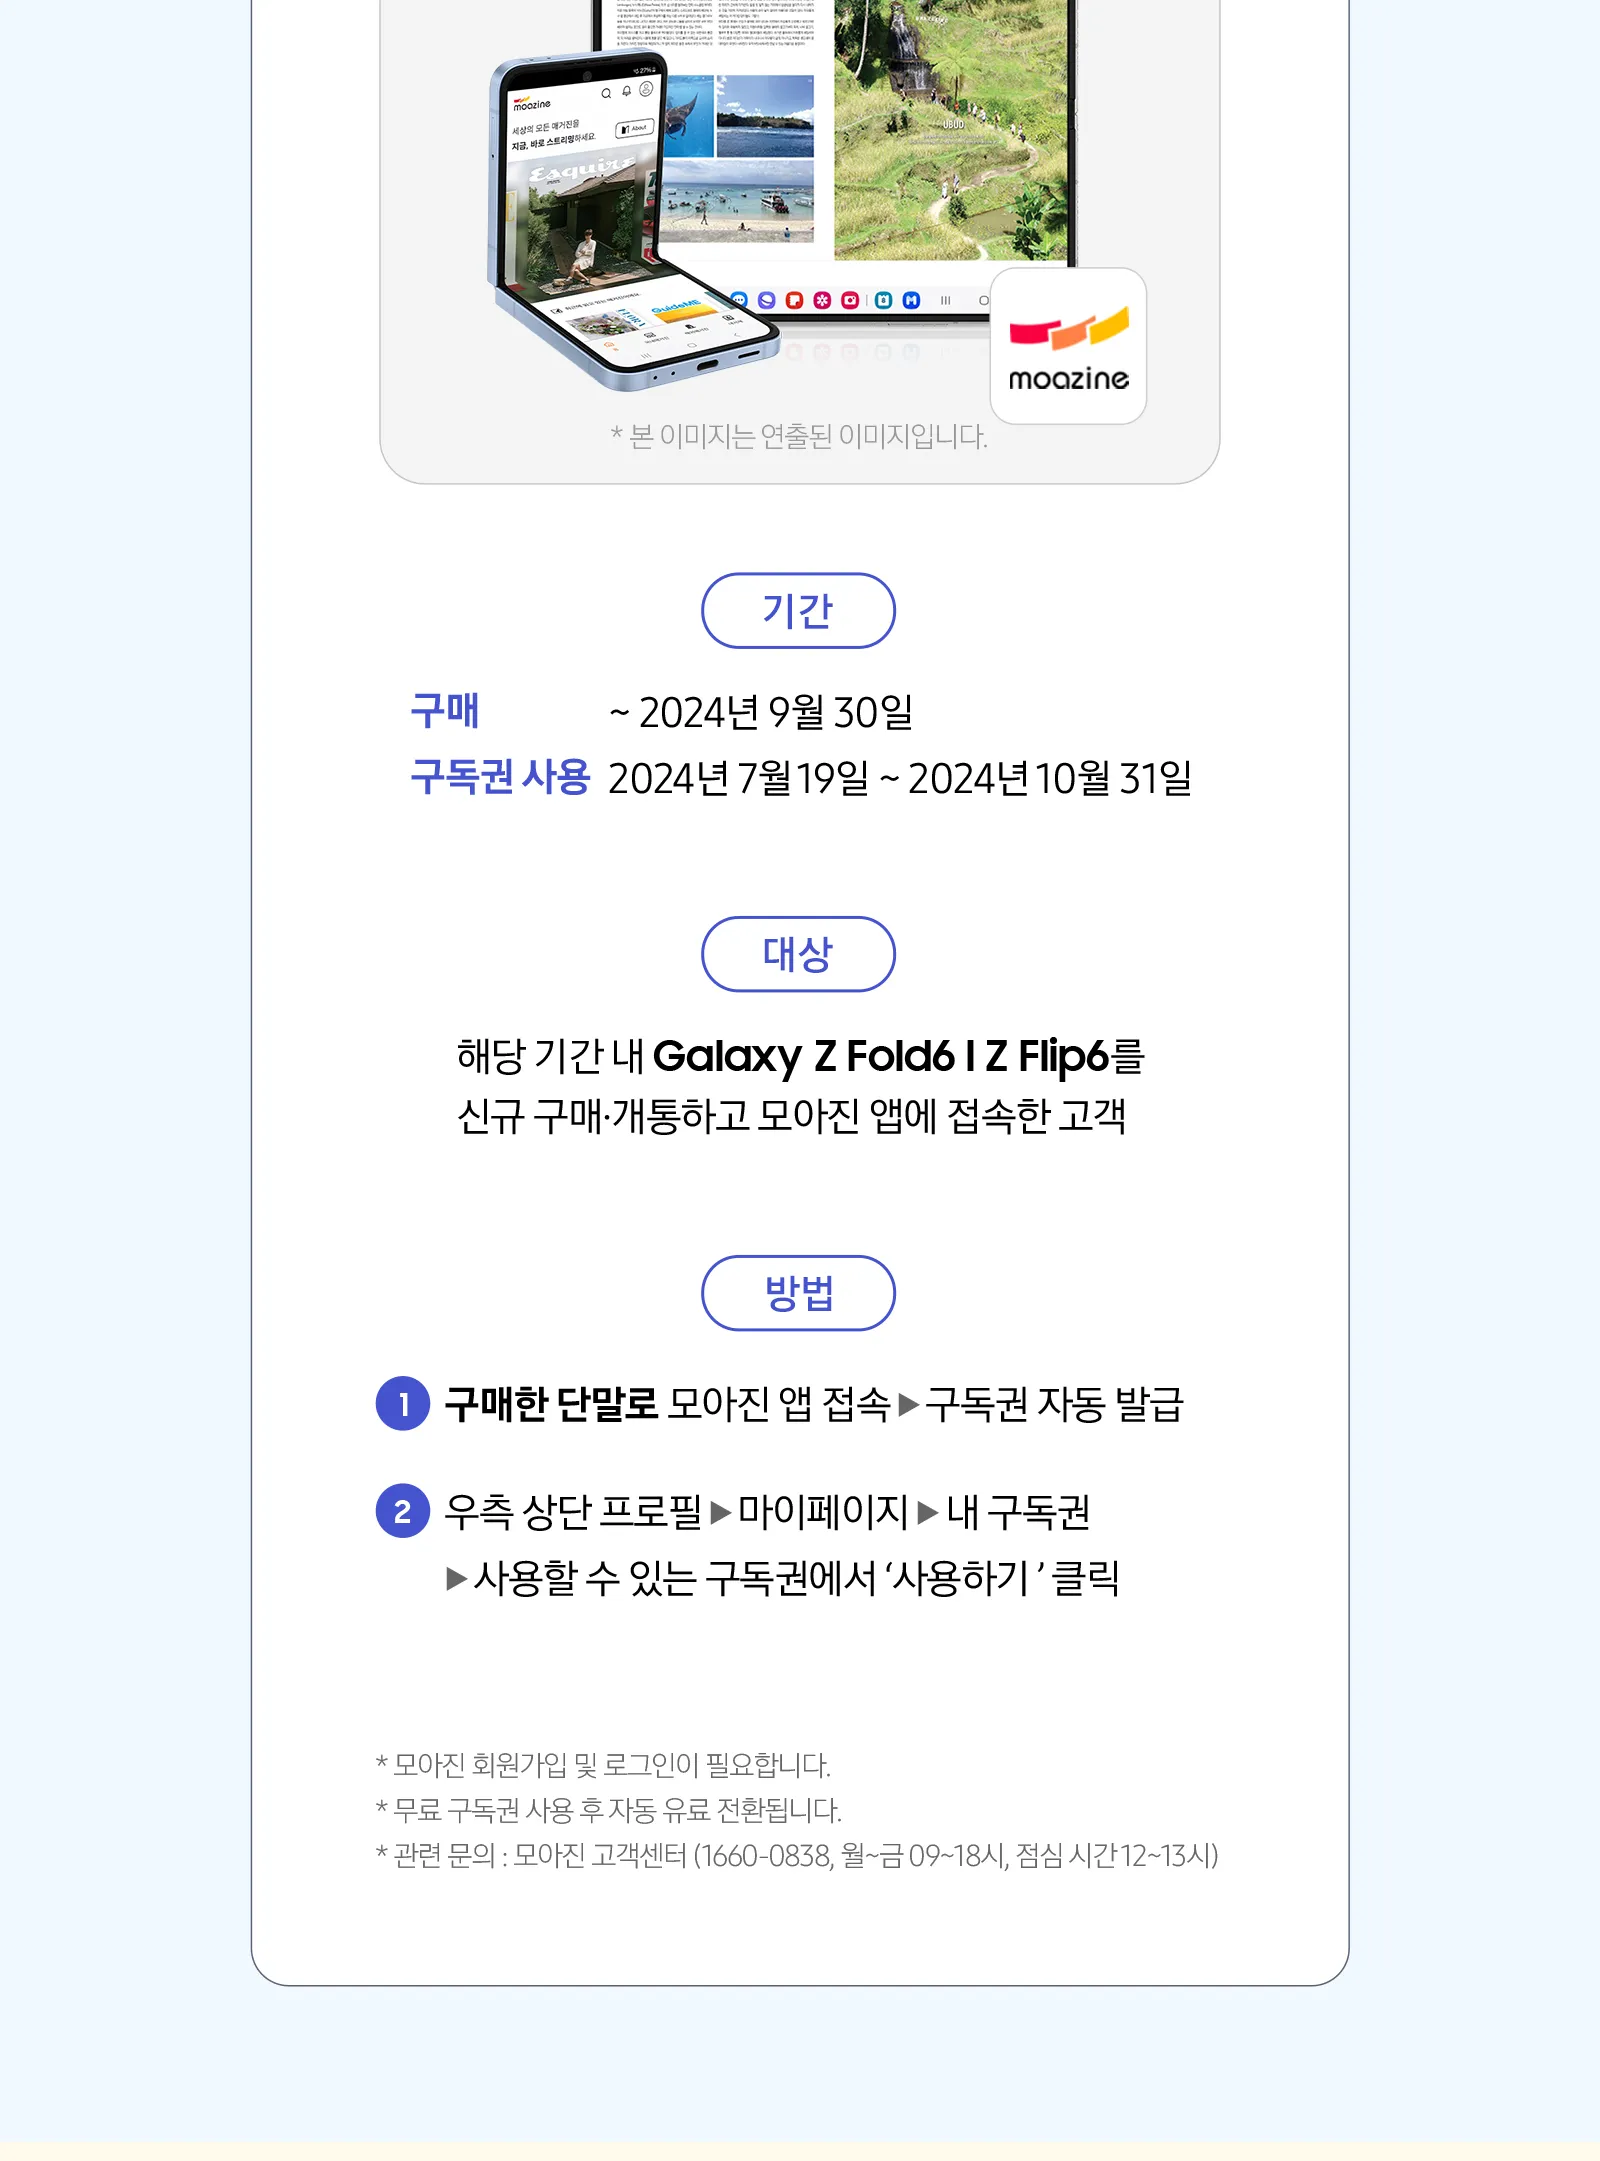 UBUD
moazine
세상의 모든 매거진을
지금, 바로 스트리밍하세요.
About
Esquire
GuideME
moazine
* 본 이미지는 연출된 이미지입니다.
기간
구매 ~ 2024년 9월 30일
구독권 사용 2024년 7월 19일 ~ 2024년 10월 31일
대상
해당 기간 내 Galaxy Z Fold6 I Z Flip6를
신규 구매·개통하고 모아진 앱에 접속한 고객
방법
1 구매한 단말로 모아진 앱 접속 ▶ 구독권 자동 발급
2 우측 상단 프로필 ▶ 마이페이지 ▶ 내 구독권
▶ 사용할 수 있는 구독권에서 ‘사용하기 ’ 클릭
* 모아진 회원가입 및 로그인이 필요합니다.
* 무료 구독권 사용 후 자동 유료 전환됩니다.
* 관련 문의 : 모아진 고객센터 (1660-0838, 월~금 09~18시, 점심 시간 12~13시)